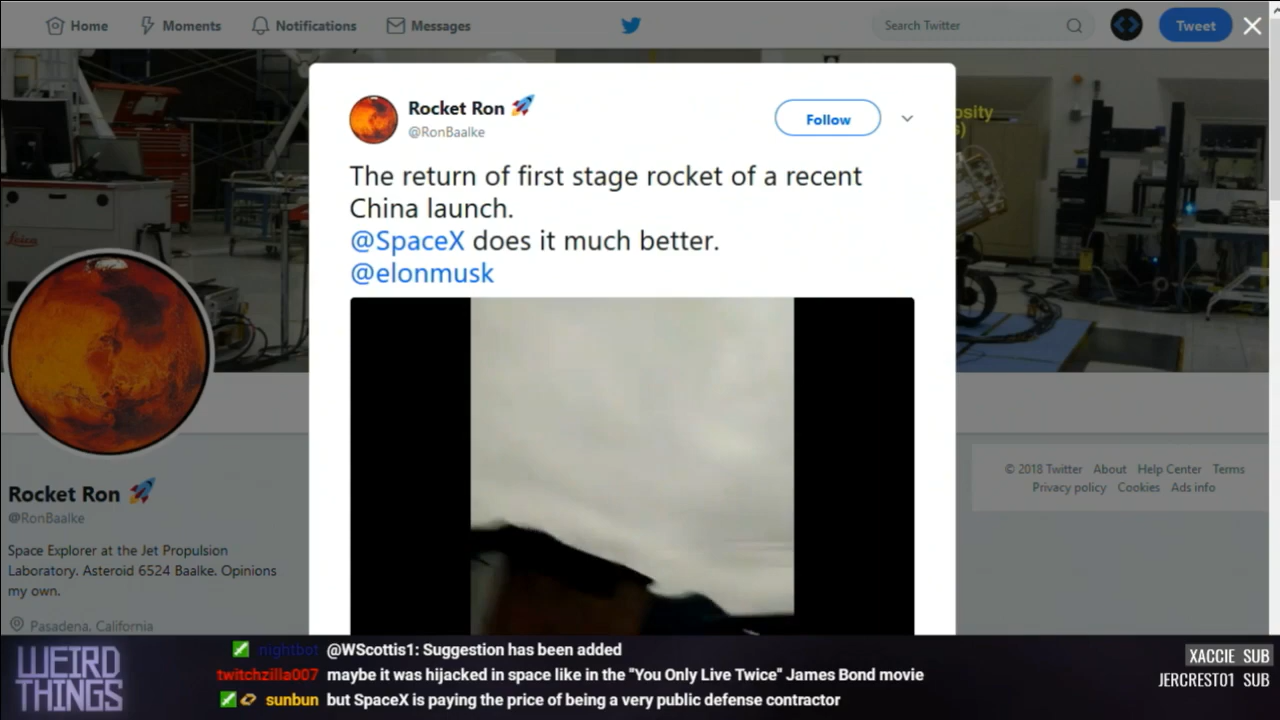 Home
Moments
Notifications
Messages
Search Twitter
Tweet
Rocket Ron
@RonBaalke
Follow
The return of first stage rocket of a recent
China launch.
@SpaceX does it much better.
@elonmusk
Leica
Rocket Ron
@RonBaalke
Space Explorer at the Jet Propulsion
Laboratory. Asteroid 6524 Baalke. Opinions
my own.
Pasadena, California
© 2018 Twitter About Help Center Terms
Privacy policy Cookies Ads info
WEIRD
THINGS
nightbot @WScottis1: Suggestion has been added
twitchzilla007 maybe it was hijacked in space like in the "You Only Live Twice" James Bond movie
sunbun but SpaceX is paying the price of being a very public defense contractor
XACCIE SUB
JERCREST01 SUB